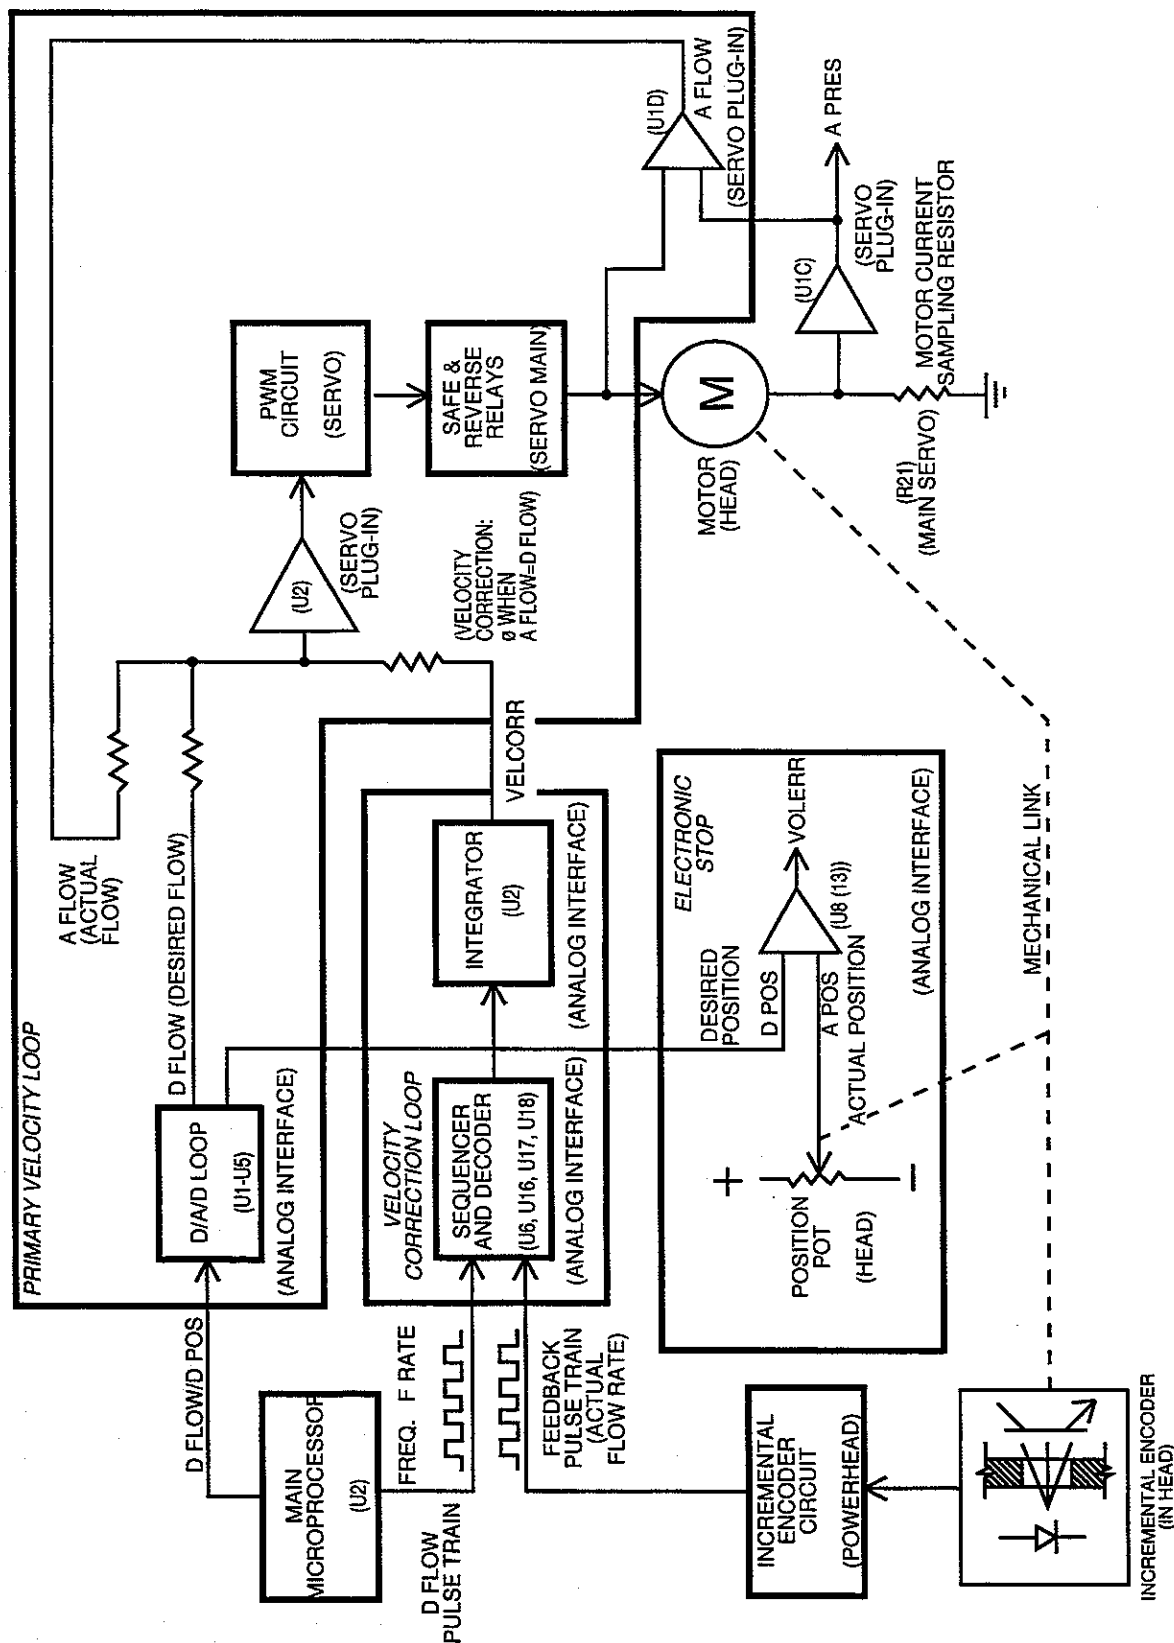 PRIMARY VELOCITY LOOP
A FLOW
(ACTUAL
FLOW)
D FLOW (DESIRED FLOW)
D FLOW/D POS
D/A/D LOOP
(U1-U5)
(ANALOG INTERFACE)
MAIN
MICROPROCESSOR
(U2)
FREQ. F RATE
D FLOW
PULSE TRAIN
VELOCITY
CORRECTION LOOP
SEQUENCER
AND DECODER
(U6, U16, U17, U18)
(ANALOG INTERFACE)
INTEGRATOR
(U2)
(ANALOG INTERFACE)
VELCORR
(VELOCITY
CORRECTION:
Ø WHEN
A FLOW=D FLOW)
(U2)
(SERVO
PLUG-IN)
PWM
CIRCUIT
(SERVO)
SAFE &
REVERSE
RELAYS
(SERVO MAIN)
(U1D)
A FLOW
(SERVO PLUG-IN)
FEEDBACK
PULSE TRAIN
(ACTUAL
FLOW RATE)
ELECTRONIC
STOP
DESIRED
POSITION
D POS
A POS
ACTUAL POSITION
VOLERR
(U8 (13))
(ANALOG INTERFACE)
+
-
POSITION
POT
(HEAD)
M
MOTOR
(HEAD)
(U1C)
(SERVO
PLUG-IN)
A PRES
(R21)
(MAIN SERVO)
MOTOR CURRENT
SAMPLING RESISTOR
MECHANICAL LINK
INCREMENTAL
ENCODER
CIRCUIT
(POWERHEAD)
INCREMENTAL ENCODER
(IN HEAD)